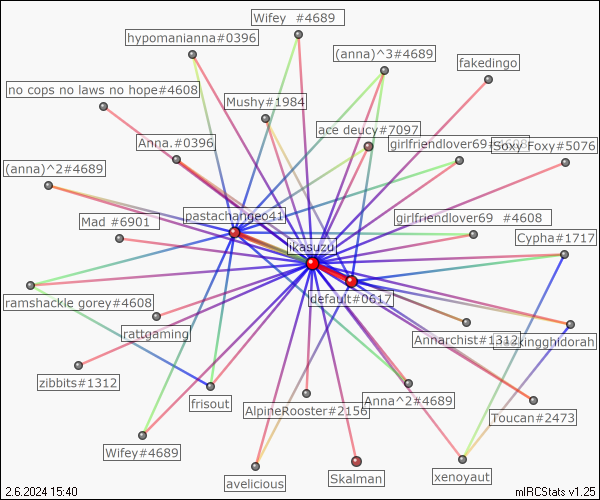 Wifey  #4689
hypomanianna#0396
(anna)^3#4689
fakedingo
no cops no laws no hope#4608
Mushy#1984
ace deucy#7097
Anna.#0396
girlfriendlover69
Soxy Foxy#5076
(anna)^2#4689
pastachange041
Mad #6901
girlfriendlover69  #4608
ikasuzu
Cypha#1717
default#0617
ramshackle gorey#4608
rattgaming
Annarchist#1312
kingghidorah
zibbits#1312
frisout
AlpineRooster#2156
Anna^2#4689
Toucan#2473
Wifey#4689
avelicious
Skalman
xenoyaut
2.6.2024 15:40
mIRCStats v1.25